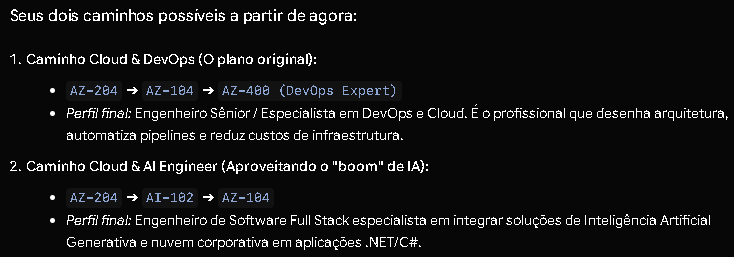 Seus dois caminhos possíveis a partir de agora:
1. Caminho Cloud & DevOps (O plano original):
• AZ-204 → AZ-104 → AZ-400 (DevOps Expert)
• Perfil final: Engenheiro Sênior / Especialista em DevOps e Cloud. É o profissional que desenha arquitetura,
automatiza pipelines e reduz custos de infraestrutura.
2. Caminho Cloud & AI Engineer (Aproveitando o "boom" de IA):
• AZ-204 → AI-102 → AZ-104
• Perfil final: Engenheiro de Software Full Stack especialista em integrar soluções de Inteligência Artificial
Generativa e nuvem corporativa em aplicações .NET/C#.